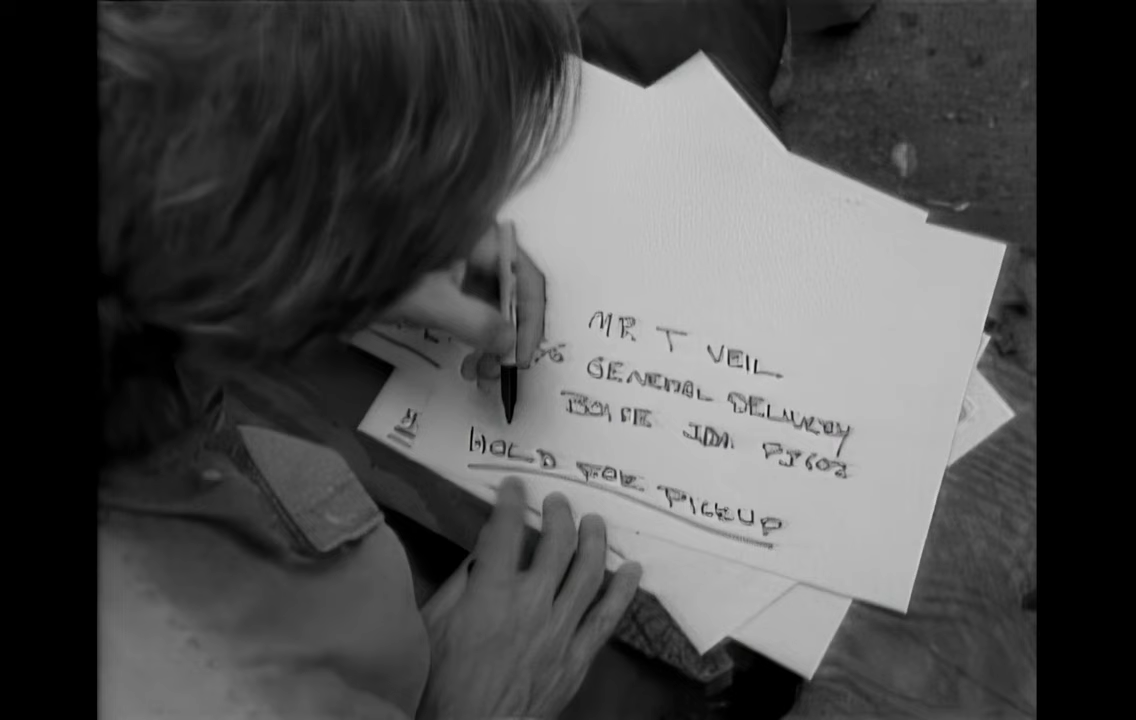 MR T VEIL
% GENERAL DELIVERY
BOISE IDA
HOLD FOR PICKUP